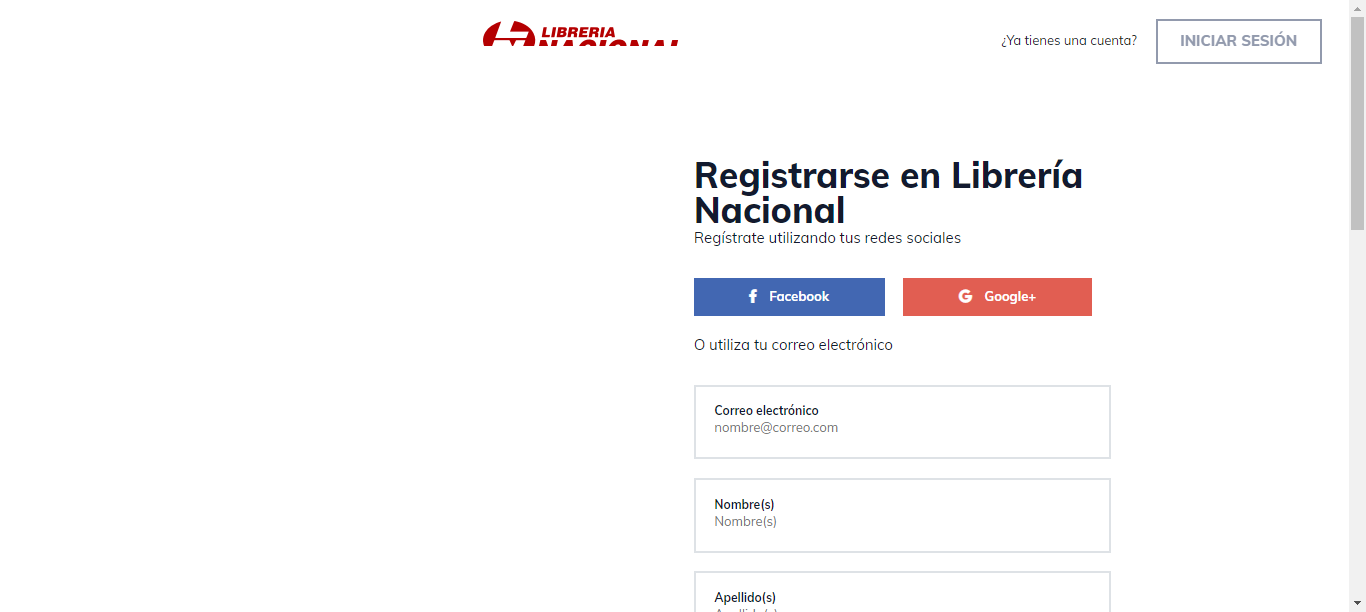 LIBRERIA
NACIONAL
¿Ya tienes una cuenta?
INICIAR SESIÓN
Registrarse en Librería
Nacional
Regístrate utilizando tus redes sociales
Facebook
Google+
O utiliza tu correo electrónico
Correo electrónico
nombre@correo.com
Nombre(s)
Nombre(s)
Apellido(s)
Apellido(s)